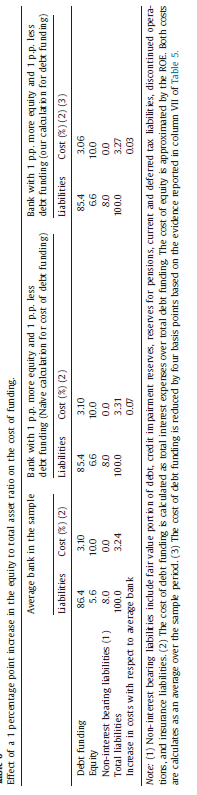 Effect of a 1 percentage point increase in the equity to total asset ratio on the cost of funding.
Average bank in the sample Bank with 1 p.p. more equity and 1 p.p. less Bank with 1 p.p. more equity and 1 p.p. less
debt funding (Naïve calculation for cost of debt funding) debt funding (our calculation for debt funding)
Liabilities Cost (%) (2) Liabilities Cost (%) (2) Liabilities Cost (%) (2) (3)
Debt funding 86.4 3.10 85.4 3.10 85.4 3.06
Equity 5.6 10.0 6.6 10.0 6.6 10.0
Non-interest bearing liabilities (1) 8.0 0.0 8.0 0.0 8.0 0.0
Total liabilities 100.0 3.24 100.0 3.31 100.0 3.27
Increase in costs with respect to average bank 0.07 0.03
Note: (1) Non-interest bearing liabilities include fair value portion of debt, credit impairment reserves, reserves for pensions, current and deferred tax liabilities, discontinued opera-
tions, and insurance liabilities. (2) The cost of debt funding is calculated as total interest expenses over total debt funding. The cost of equity is approximated by the ROE. Both costs
are calculates as an average over the sample period. (3) The cost of debt funding is reduced by four basis points based on the evidence reported in column VII of Table 5.